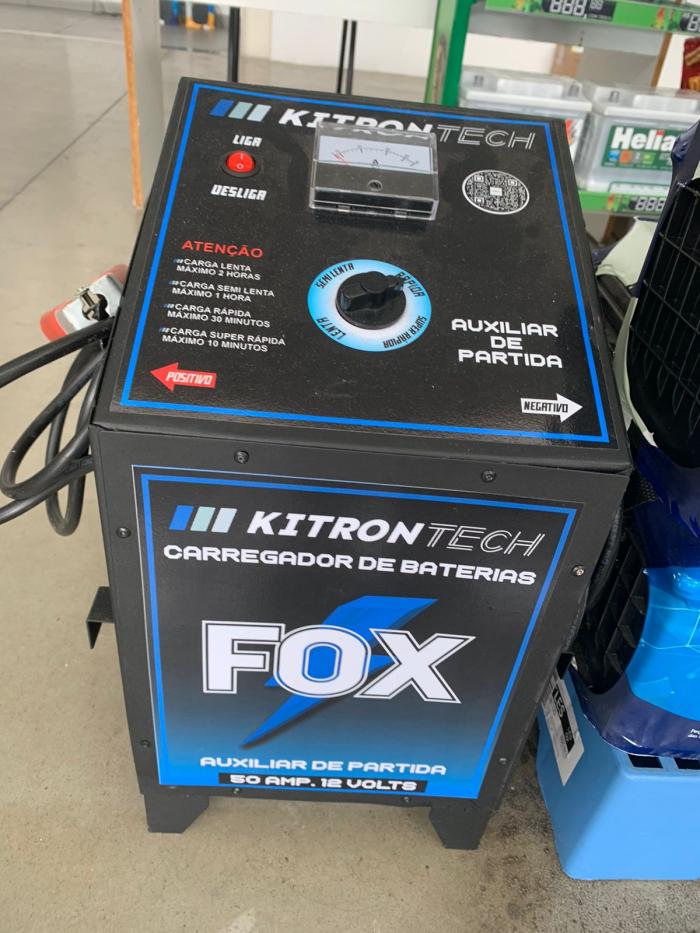 KITRONTECH
LIGA
DESLIGA
A
ATENÇÃO
CARGA LENTA
MÁXIMO 2 HORAS
CARGA SEMI LENTA
MÁXIMO 1 HORA
CARGA RÁPIDA
MÁXIMO 30 MINUTOS
CARGA SUPER RÁPIDA
MÁXIMO 10 MINUTOS
SEMI LENTA
RÁPIDA
LENTA
SUPER RÁPIDA
AUXILIAR
DE
PARTIDA
POSITIVO
NEGATIVO
KITRONTECH
CARREGADOR DE BATERIAS
FOX
AUXILIAR DE PARTIDA
50 AMP. 12 VOLTS
Helia